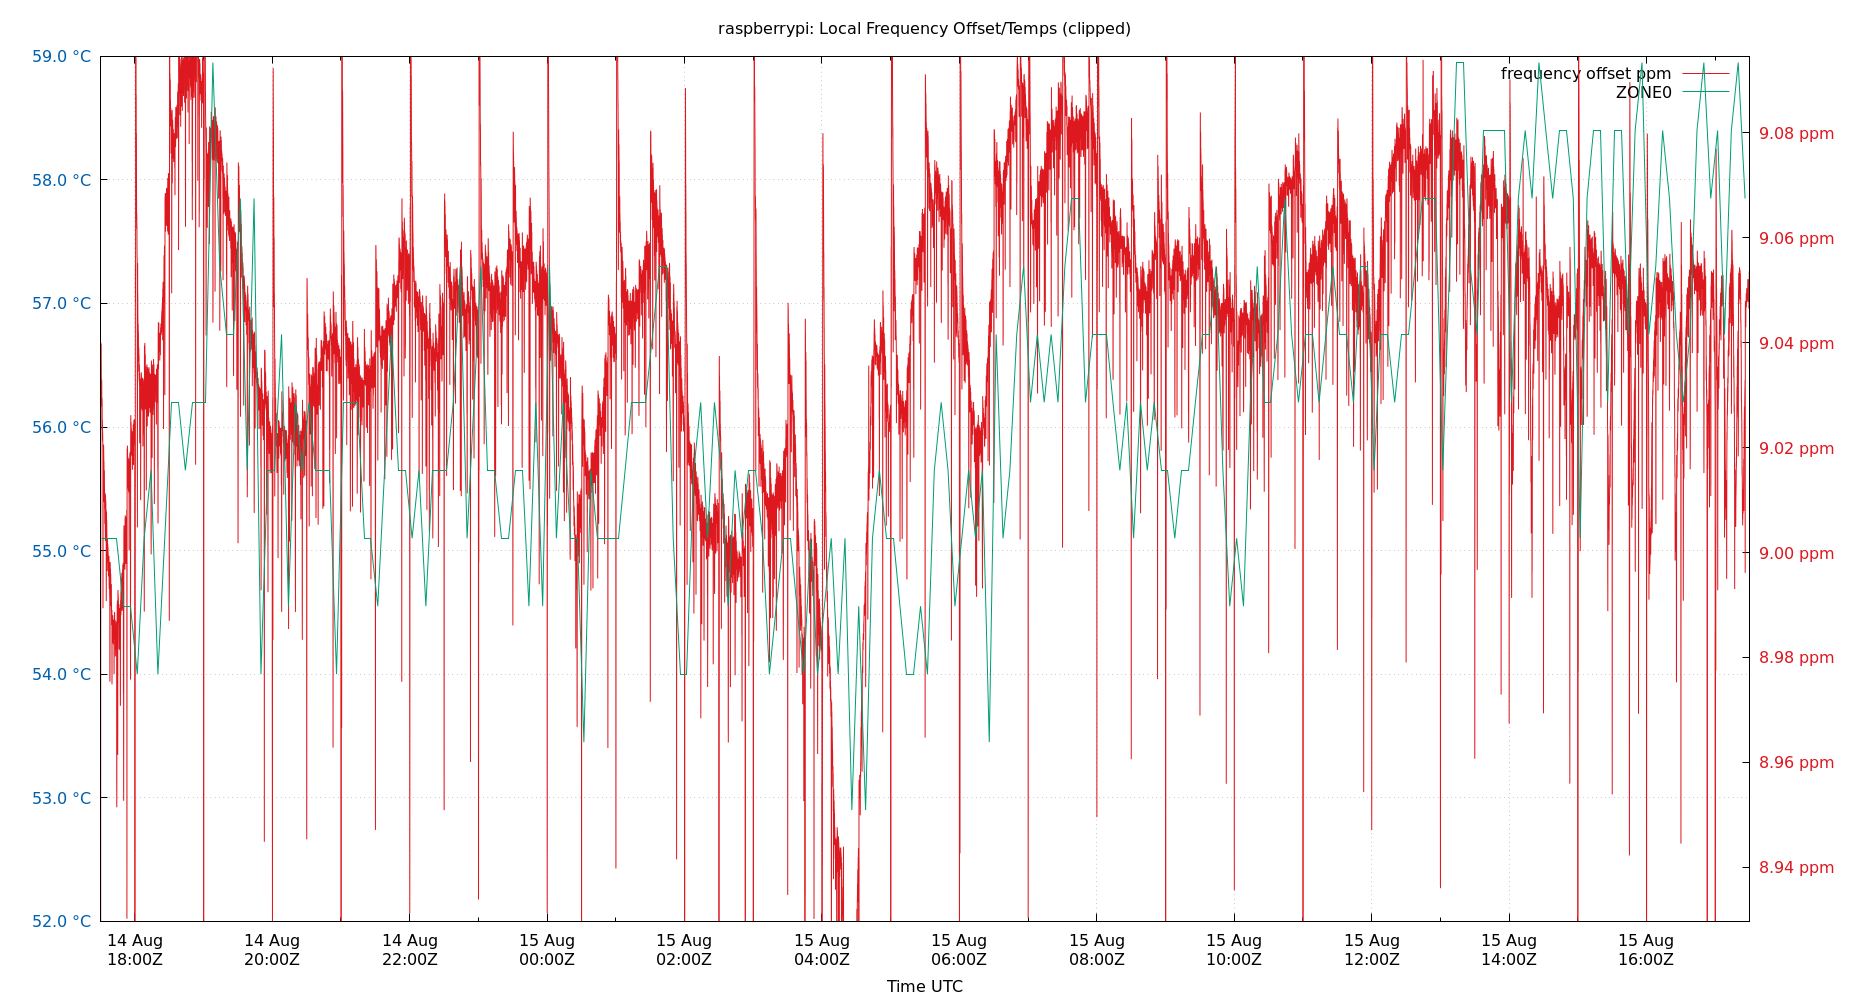 raspberrypi: Local Frequency Offset/Temps (clipped)
59.0 °C
58.0 °C
57.0 °C
56.0 °C
55.0 °C
54.0 °C
53.0 °C
52.0 °C
frequency offset ppm
ZONE0
9.08 ppm
9.06 ppm
9.04 ppm
9.02 ppm
9.00 ppm
8.98 ppm
8.96 ppm
8.94 ppm
14 Aug 14 Aug 14 Aug 15 Aug 15 Aug 15 Aug 15 Aug 15 Aug 15 Aug 15 Aug 15 Aug 15 Aug
18:00Z 20:00Z 22:00Z 00:00Z 02:00Z 04:00Z 06:00Z 08:00Z 10:00Z 12:00Z 14:00Z 16:00Z
Time UTC